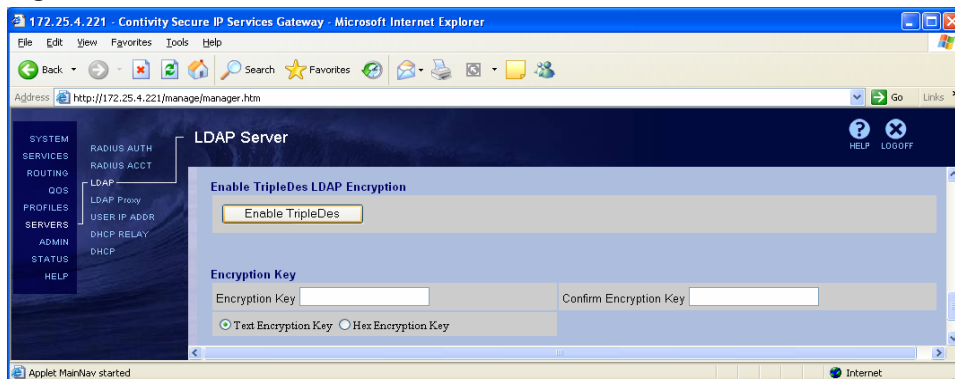 172.25.4.221 - Contivity Secure IP Services Gateway - Microsoft Internet Explorer
File Edit View Favorites Tools Help
Back Search Favorites
Address http://172.25.4.221/manage/manager.htm Go Links
LDAP Server
HELP LOGOFF
SYSTEM
SERVICES
ROUTING
QOS
PROFILES
SERVERS
ADMIN
STATUS
HELP
RADIUS AUTH
RADIUS ACCT
LDAP
LDAP Proxy
USER IP ADDR
DHCP RELAY
DHCP
Enable TripleDes LDAP Encryption
Enable TripleDes
Encryption Key
Encryption Key Confirm Encryption Key
Text Encryption Key Hex Encryption Key
Applet MainNav started Internet